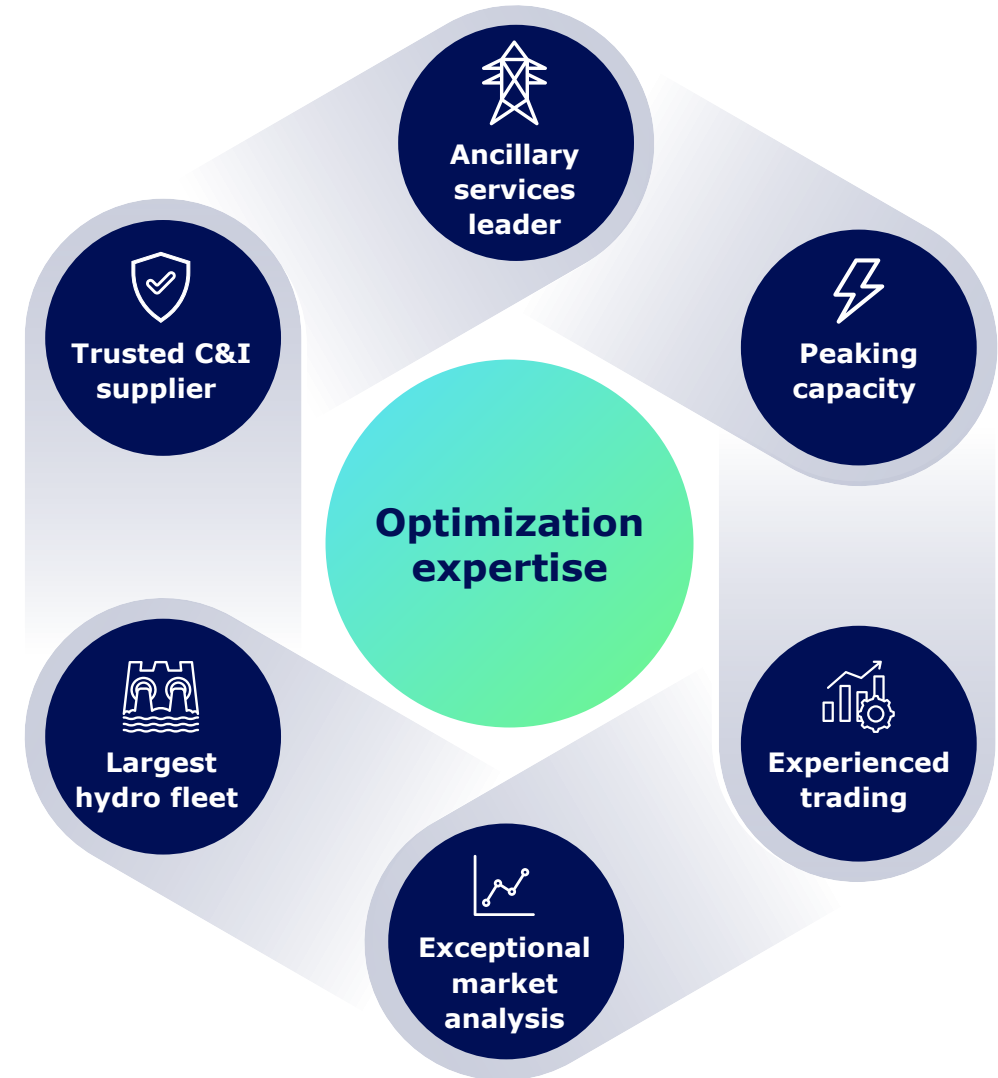 Ancillary
services
leader
Trusted C&I
supplier
Peaking
capacity
Optimization
expertise
Largest
hydro fleet
Experienced
trading
Exceptional
market
analysis